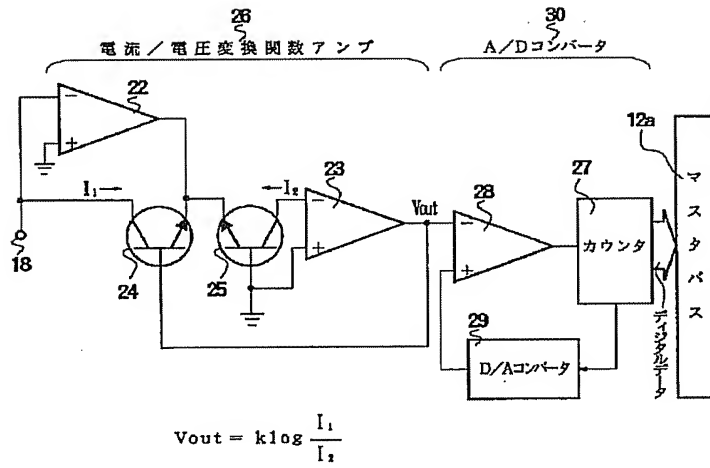 26
電流／電圧変換関数アンプ
30
A／Dコンバータ
22
23
I₁→
←I₂
Vout
18
24
25
28
27
カウンタ
29
D／Aコンバータ
12a
マスタバス
ディジタルデータ
Vout = klog I₁/I₂